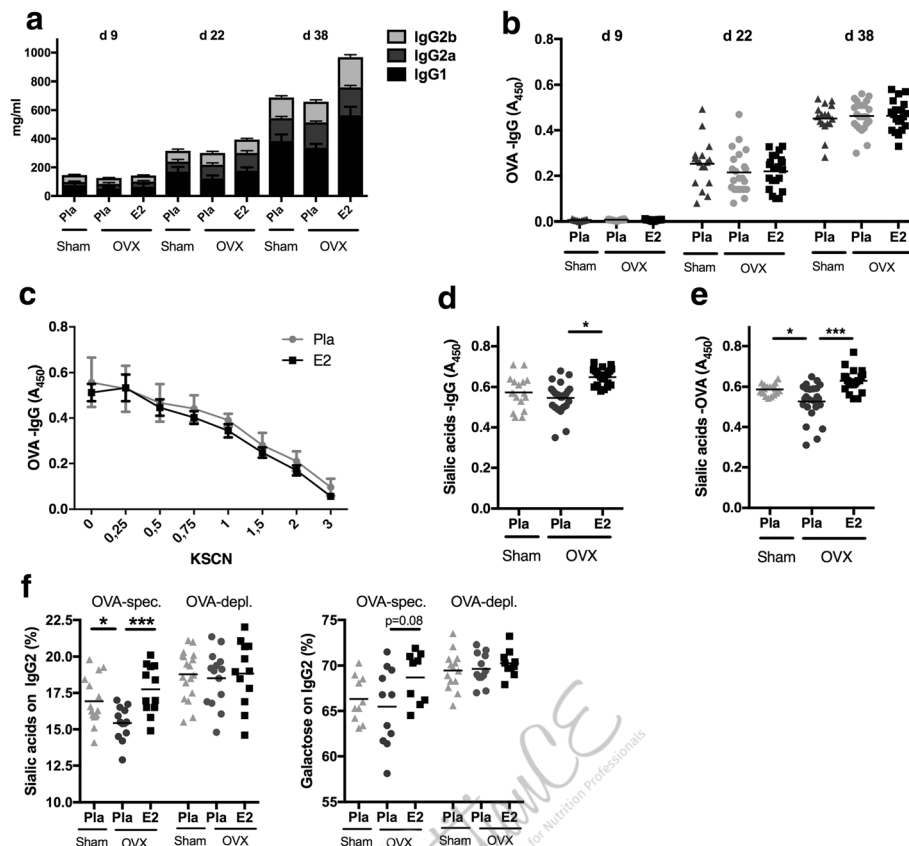 a
d 9 d 22 d 38
IgG2b
IgG2a
IgG1
mg/ml
1000
800
600
400
200
0
Pla Pla E2 Pla Pla E2 Pla Pla E2
Sham OVX Sham OVX Sham OVX
b
d 9 d 22 d 38
OVA -IgG (A450)
0.8
0.6
0.4
0.2
0.0
Pla Pla E2 Pla Pla E2 Pla Pla E2
Sham OVX Sham OVX Sham OVX
c
OVA -IgG (A450)
0.8
0.6
0.4
0.2
0.0
Pla
E2
0 0,25 0,5 0,75 1 1,5 2 3
KSCN
d
Sialic acids -IgG (A450)
0.8
0.6
0.4
0.2
0.0
*
Pla Pla E2
Sham OVX
e
Sialic acids -OVA (A450)
0.8
0.6
0.4
0.2
0.0
* ***
Pla Pla E2
Sham OVX
f
OVA-spec. OVA-depl.
Sialic acids on IgG2 (%)
22.5
20.0
17.5
15.0
12.5
10.0
* ***
Pla Pla E2 Pla Pla E2
Sham OVX Sham OVX
OVA-spec. OVA-depl.
p=0.08
Galactose on IgG2 (%)
75
70
65
60
55
Pla Pla E2 Pla Pla E2
Sham OVX Sham OVX
for Nutrition Professionals